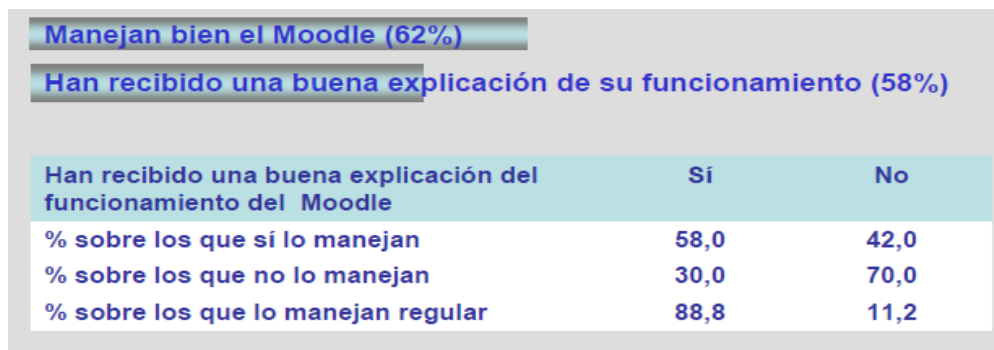 Manejan bien el Moodle (62%)
Han recibido una buena explicación de su funcionamiento (58%)
Han recibido una buena explicación del Sí No
funcionamiento del Moodle
% sobre los que sí lo manejan 58,0 42,0
% sobre los que no lo manejan 30,0 70,0
% sobre los que lo manejan regular 88,8 11,2